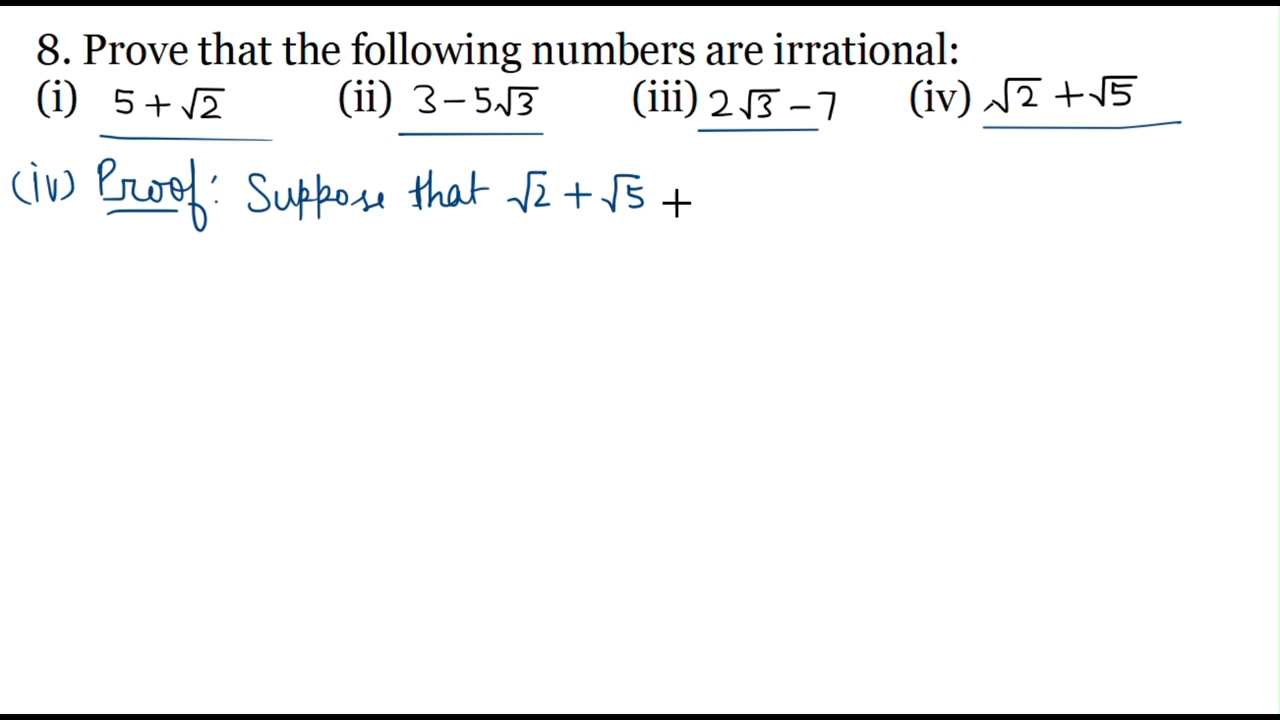 8. Prove that the following numbers are irrational:
(i) 5 + √2 (ii) 3 − 5√3 (iii) 2√3 − 7 (iv) √2 + √5
(iv) Proof: Suppose that √2 + √5